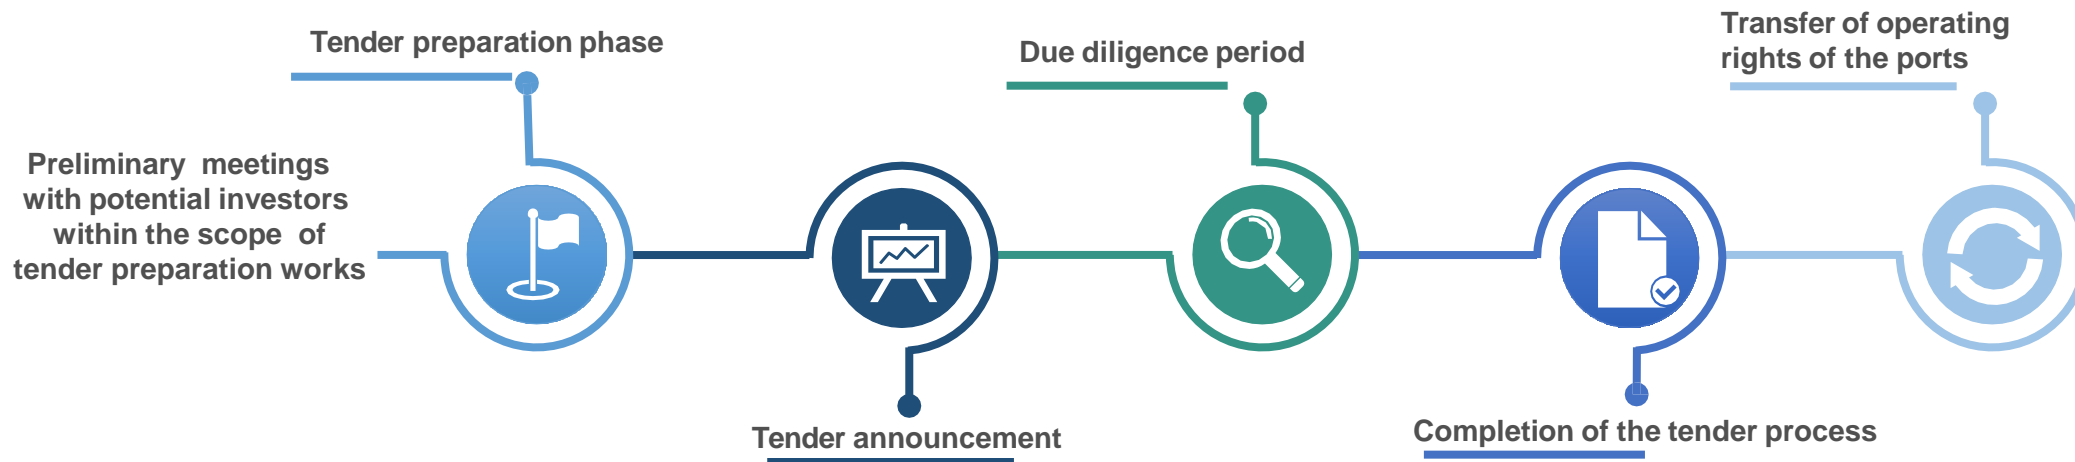 Preliminary meetings
with potential investors
within the scope of
tender preparation works
Tender preparation phase
Tender announcement
Due diligence period
Completion of the tender process
Transfer of operating
rights of the ports